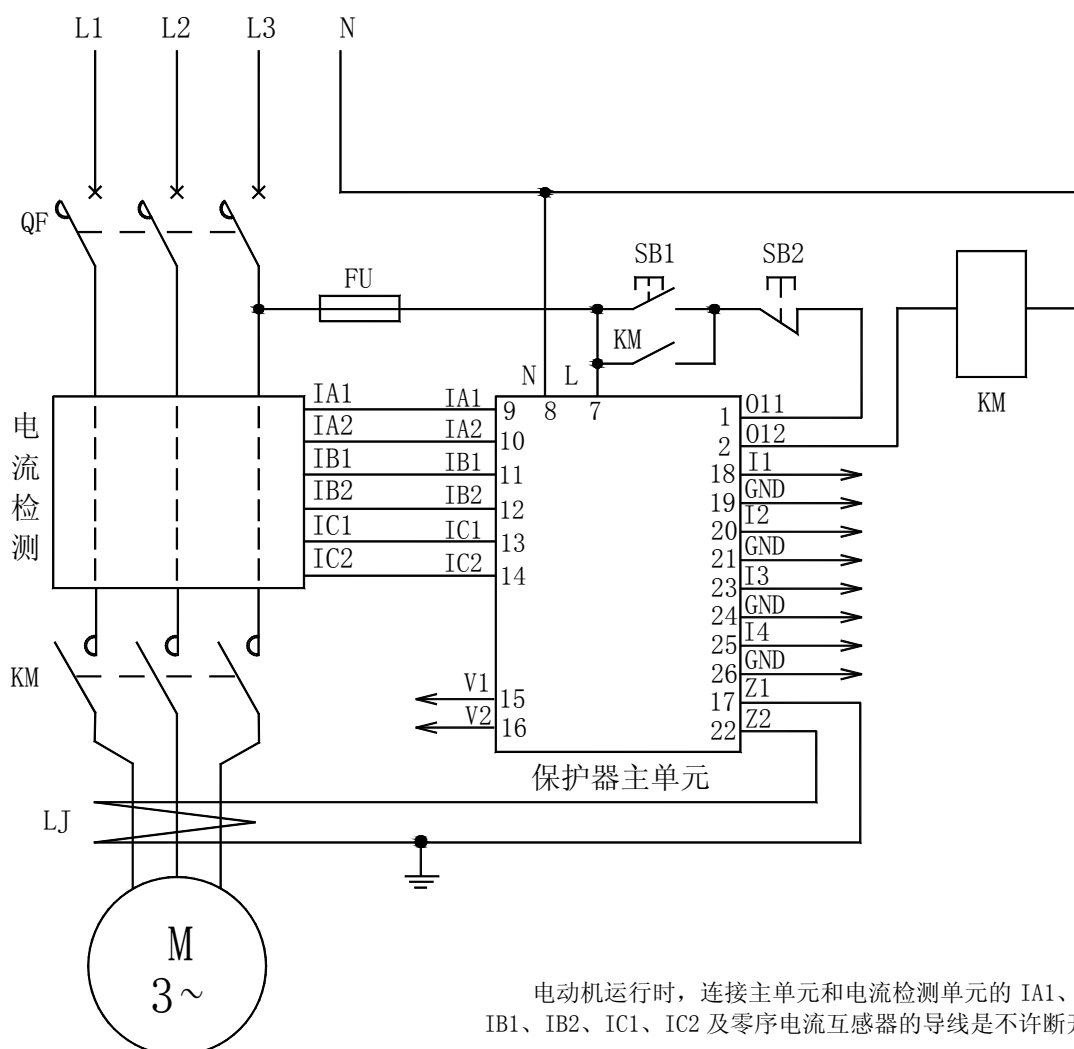 L1 L2 L3 N
QF
FU
SB1 SB2
KM
N L
KM
电流检测
IA1 IA1 9 8 7
IA2 IA2 10
IB1 IB1 11
IB2 IB2 12
IC1 IC1 13
IC2 IC2 14
1 O11
2 O12
18 I1
19 GND
20 I2
21 GND
23 I3
24 GND
25 I4
26 GND
17 Z1
22 Z2
KM
V1 15
V2 16
保护器主单元
LJ
M
3~
电动机运行时，连接主单元和电流检测单元的 IA1、
IB1、IB2、IC1、IC2 及零序电流互感器的导线是不许断